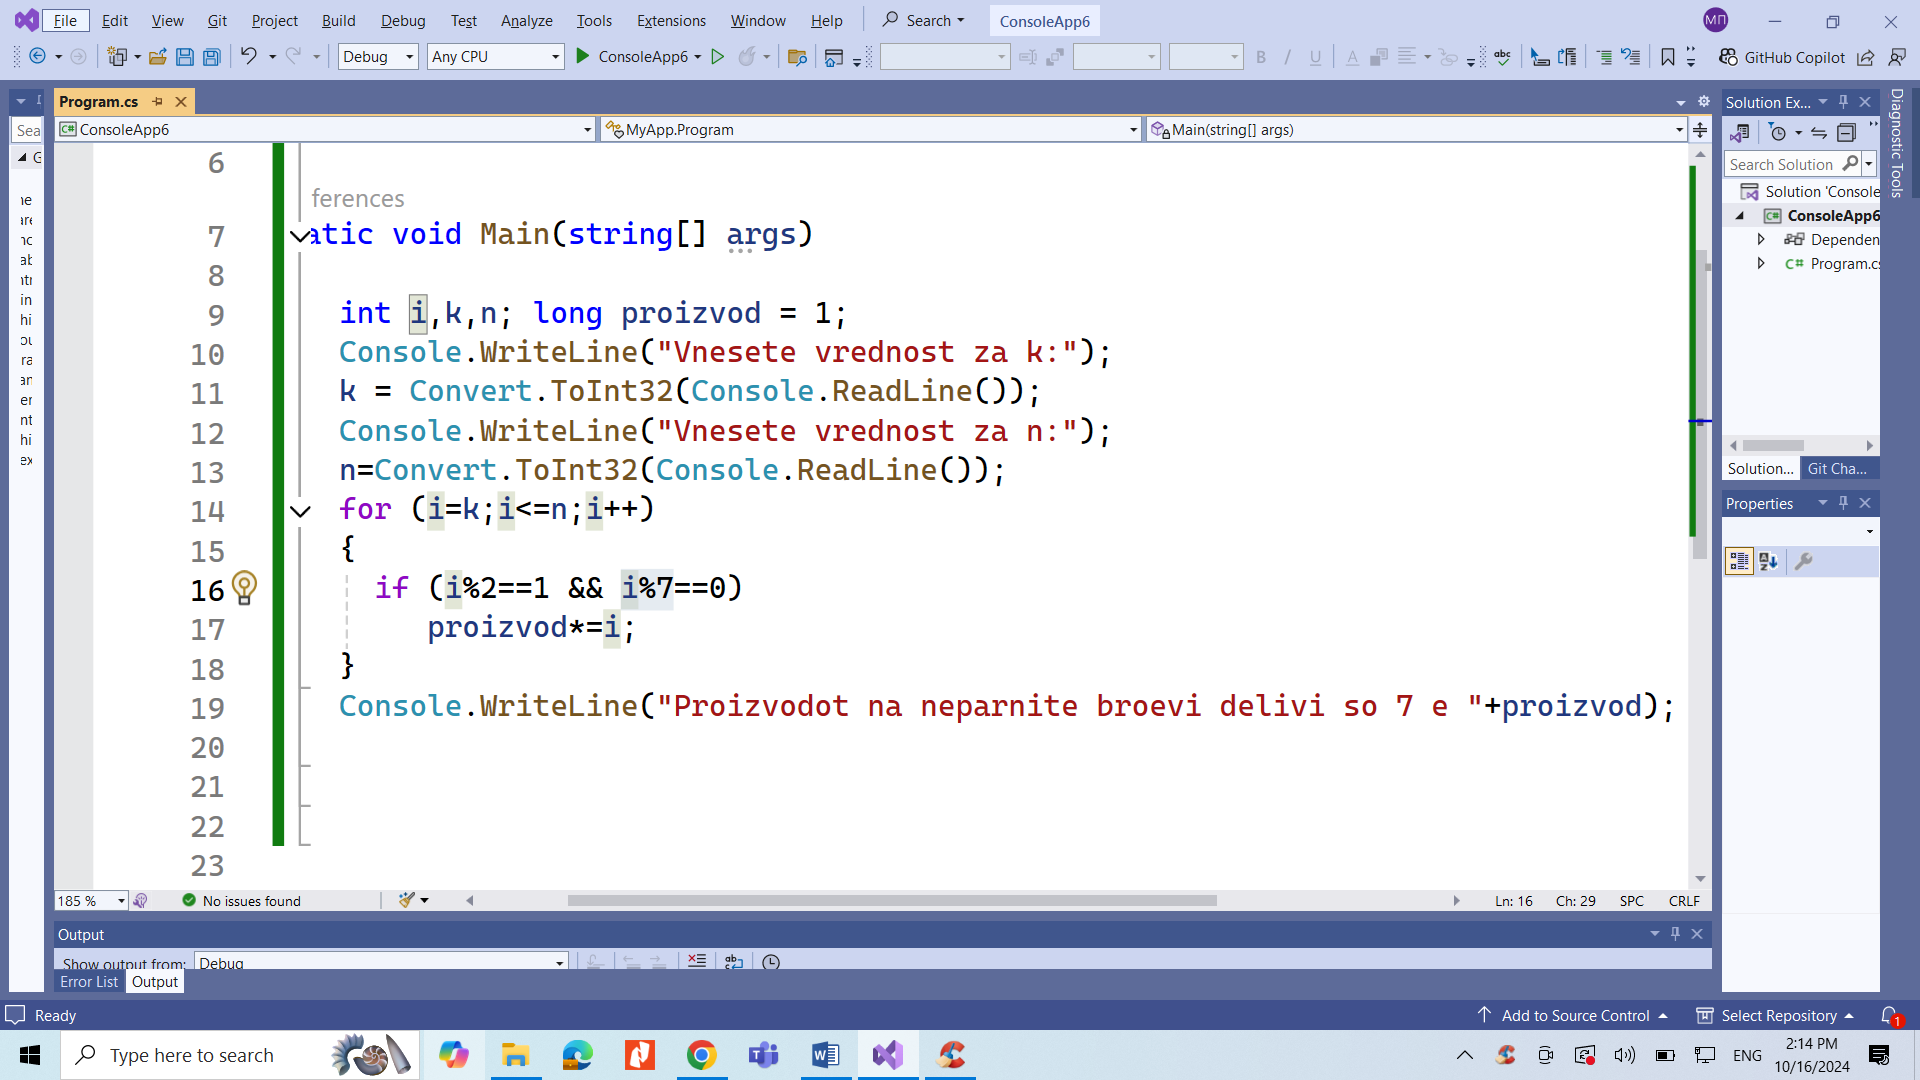 File Edit View Git Project Build Debug Test Analyze Tools Extensions Window Help Search ConsoleApp6 МП
Debug Any CPU ConsoleApp6 GitHub Copilot
Program.cs
Solution Ex...
Diagnostic Tools
Sea
ConsoleApp6 MyApp.Program Main(string[] args)
Search Solution
Solution 'Console
ConsoleApp6
Dependen
Program.cs
Solution... Git Cha...
Properties
6
ferences
7 atic void Main(string[] args)
8
9 int i,k,n; long proizvod = 1;
10 Console.WriteLine("Vnesete vrednost za k:");
11 k = Convert.ToInt32(Console.ReadLine());
12 Console.WriteLine("Vnesete vrednost za n:");
13 n=Convert.ToInt32(Console.ReadLine());
14 for (i=k;i<=n;i++)
15 {
16 if (i%2==1 && i%7==0)
17 proizvod*=i;
18 }
19 Console.WriteLine("Proizvodot na neparnite broevi delivi so 7 e "+proizvod);
20
21
22
23
185 % No issues found Ln: 16 Ch: 29 SPC CRLF
Output
Show output from: Debug
Error List Output
Ready Add to Source Control Select Repository 1
Type here to search ENG 2:14 PM
10/16/2024